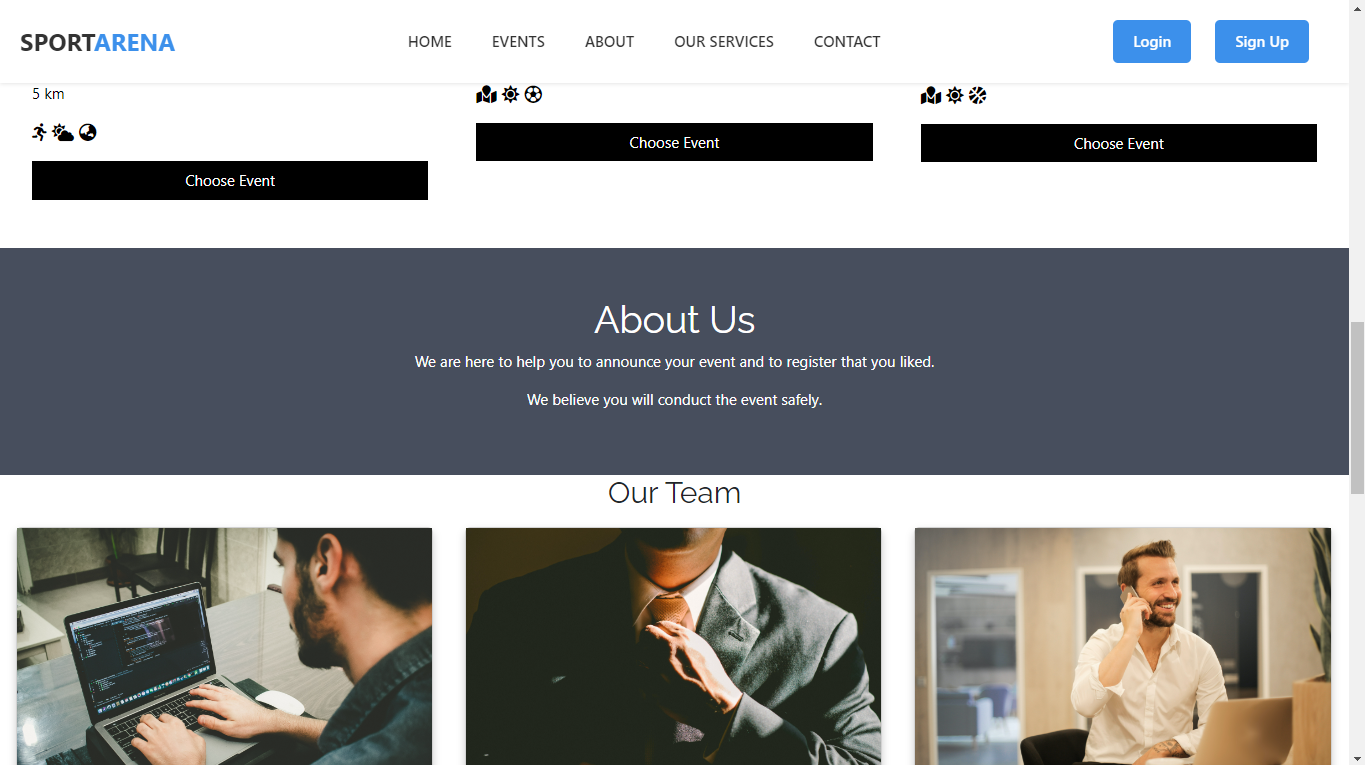 SPORTARENA
HOME EVENTS ABOUT OUR SERVICES CONTACT
Login Sign Up
5 km
Choose Event
Choose Event
Choose Event
About Us
We are here to help you to announce your event and to register that you liked.
We believe you will conduct the event safely.
Our Team